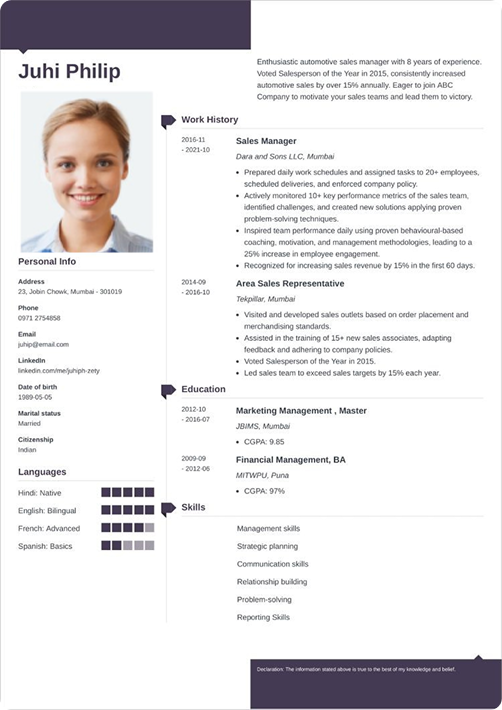 Juhi Philip
Enthusiastic automotive sales manager with 8 years of experience.
Voted Salesperson of the Year in 2015, consistently increased
automotive sales by over 15% annually. Eager to join ABC
Company to motivate your sales teams and lead them to victory.
Personal Info
Address
23, Jobin Chowk, Mumbai - 301019
Phone
0971 2754858
Email
juhip@email.com
LinkedIn
linkedin.com/me/juhiph-zety
Date of birth
1989-05-05
Marital status
Married
Citizenship
Indian
Languages
Hindi: Native
English: Bilingual
French: Advanced
Spanish: Basics
Work History
2016-11
- 2021-10
Sales Manager
Dara and Sons LLC, Mumbai
• Prepared daily work schedules and assigned tasks to 20+ employees,
scheduled deliveries, and enforced company policy.
• Actively monitored 10+ key performance metrics of the sales team,
identified challenges, and created new solutions applying proven
problem-solving techniques.
• Inspired team performance daily using proven behavioural-based
coaching, motivation, and management methodologies, leading to a
25% increase in employee engagement.
• Recognized for increasing sales revenue by 15% in the first 60 days.
2014-09
- 2016-10
Area Sales Representative
Tekpillar, Mumbai
• Visited and developed sales outlets based on order placement and
merchandising standards.
• Assisted in the training of 15+ new sales associates, adapting
feedback and adhering to company policies.
• Voted Salesperson of the Year in 2015.
• Led sales team to exceed sales targets by 15% each year.
Education
2012-10
- 2016-07
Marketing Management , Master
JBIMS, Mumbai
• CGPA: 9.85
2009-09
- 2012-06
Financial Management, BA
MITWPU, Puna
• CGPA: 97%
Skills
Management skills
Strategic planning
Communication skills
Relationship building
Problem-solving
Reporting Skills
Declaration: The information stated above is true to the best of my knowledge and belief.